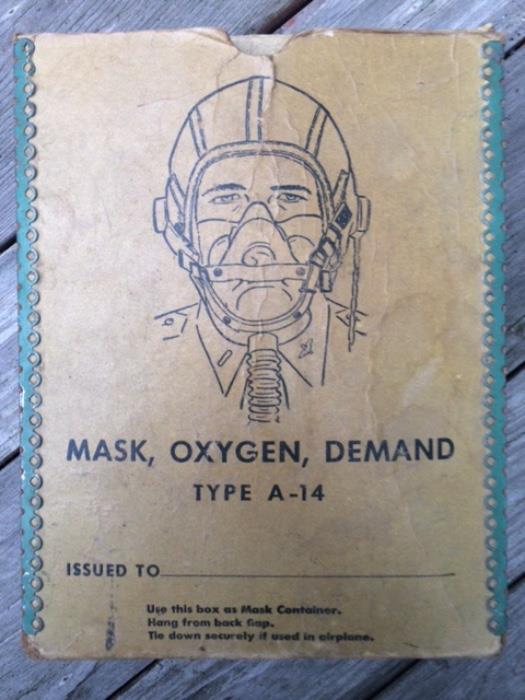 MASK, OXYGEN, DEMAND
TYPE A-14
ISSUED TO
Use this box as Mask Container.
Hang from back flap.
Tie down securely if used in airplane.